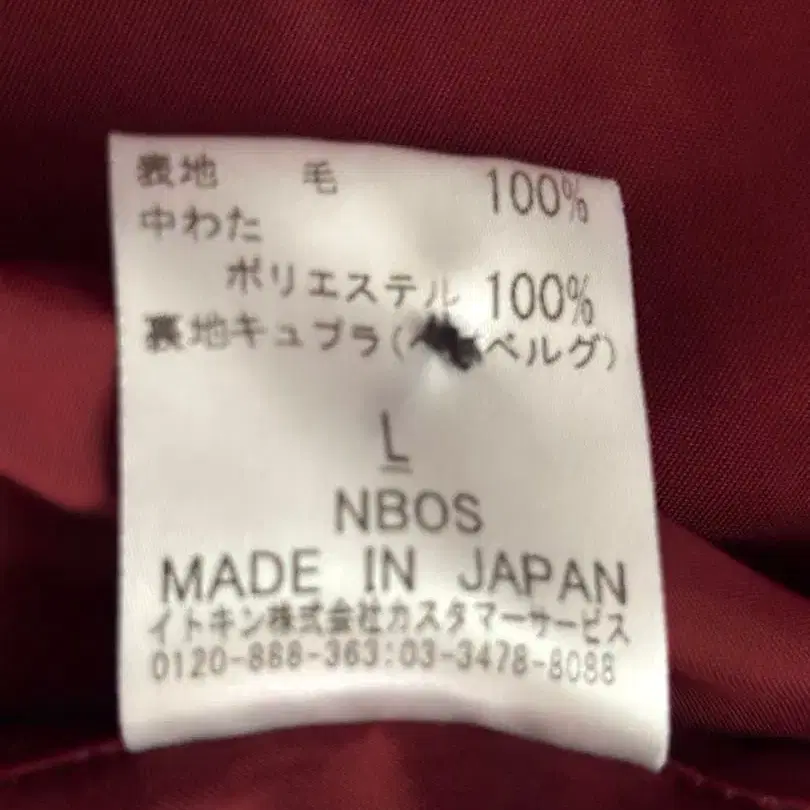 表地 毛 100%
中わた
ポリエステル 100%
裏地キュプラ(ベルグ)
L
NBOS
MADE IN JAPAN
イトキン株式会社カスタマーサービス
0120-888-363:03-3478-8088